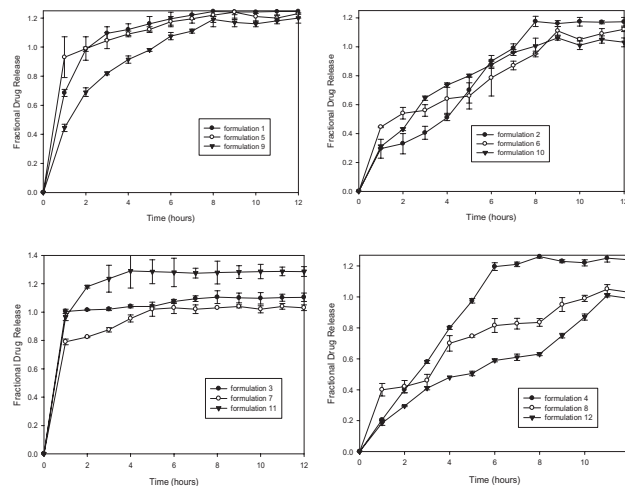 Fractional Drug Release
1.2
1.0
0.8
0.6
0.4
0.2
0.0
formulation 1
formulation 5
formulation 9
0 2 4 6 8 10 12
Time (hours)
Fractional Drug Release
1.2
1.0
0.8
0.6
0.4
0.2
0.0
formulation 2
formulation 6
formulation 10
0 2 4 6 8 10 12
Time (hours)
Fractional Drug Release
1.4
1.2
1.0
0.8
0.6
0.4
0.2
0.0
formulation 3
formulation 7
formulation 11
0 2 4 6 8 10 12
Time (hours)
Fractional Drug Release
1.2
1.0
0.8
0.6
0.4
0.2
0.0
formulation 4
formulation 8
formulation 12
0 2 4 6 8 10
Time (hours)